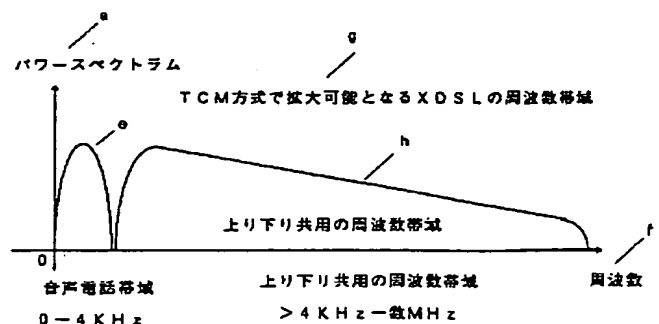 a
パワースペクトラム
g
TCM方式で拡大可能となるXDSLの周波数帯域
e
h
上り下り共用の周波数帯域
f
0
音声電話帯域
上り下り共用の周波数帯域
周波数
0-4KHz
>4KHz-数MHz